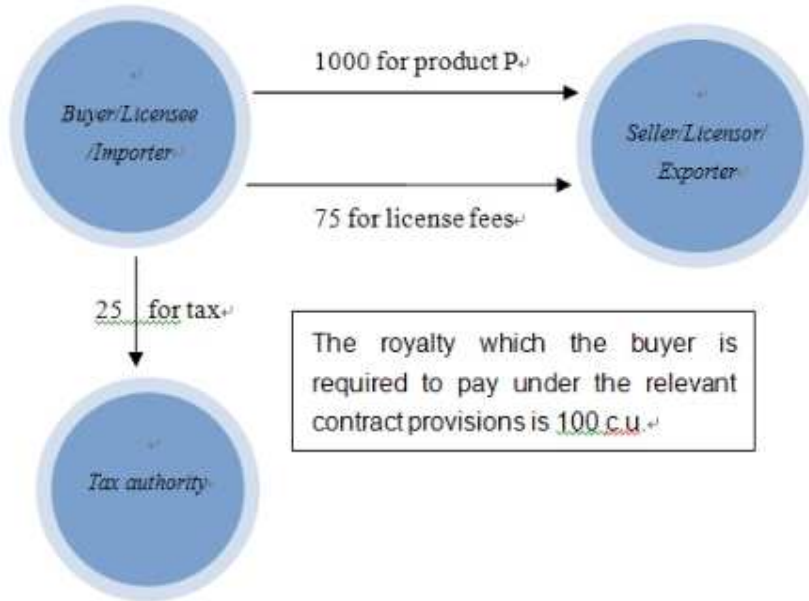 1000 for product P
Buyer/Licensee
/Importer
Seller/Licensor/
Exporter
75 for license fees
25 for tax
The royalty which the buyer is
required to pay under the relevant
contract provisions is 100 c.u.
Tax authority